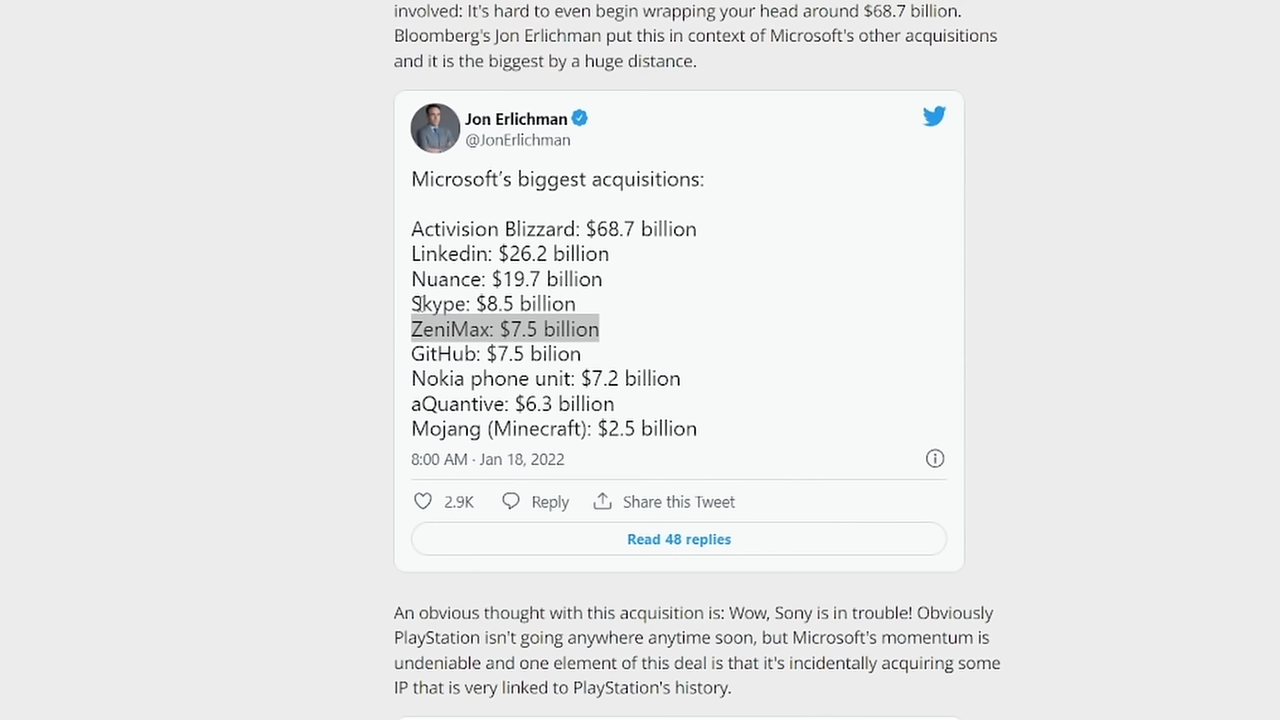 involved: It's hard to even begin wrapping your head around $68.7 billion.
Bloomberg's Jon Erlichman put this in context of Microsoft's other acquisitions
and it is the biggest by a huge distance.
Jon Erlichman
@JonErlichman
Microsoft's biggest acquisitions:
Activision Blizzard: $68.7 billion
Linkedin: $26.2 billion
Nuance: $19.7 billion
Skype: $8.5 billion
ZeniMax: $7.5 billion
GitHub: $7.5 bilion
Nokia phone unit: $7.2 billion
aQuantive: $6.3 billion
Mojang (Minecraft): $2.5 billion
8:00 AM · Jan 18, 2022
2.9K Reply Share this Tweet
Read 48 replies
An obvious thought with this acquisition is: Wow, Sony is in trouble! Obviously
PlayStation isn't going anywhere anytime soon, but Microsoft's momentum is
undeniable and one element of this deal is that it's incidentally acquiring some
IP that is very linked to PlayStation's history.